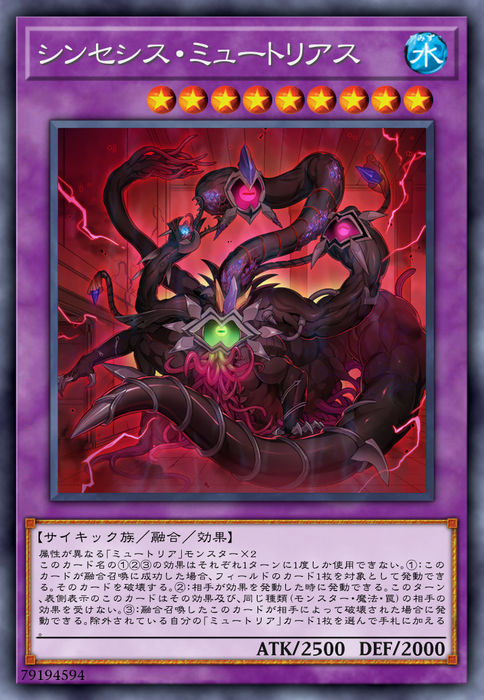 シンセシス・ミュートリアス
みず
水
【サイキック族／融合／効果】
属性が異なる「ミュートリア」モンスター×2
このカード名の①②③の効果はそれぞれ1ターンに1度しか使用できない。①：この
カードが融合召喚に成功した場合、フィールドのカード1枚を対象として発動でき
る。そのカードを破壊する。②：相手が効果を発動した時に発動できる。このターン
、表側表示のこのカードはその効果及び、同じ種類（モンスター・魔法・罠）の相手の
効果を受けない。③：融合召喚したこのカードが相手によって破壊された場合に発
動できる。除外されている自分の「ミュートリア」カード1枚を選んで手札に加える
。
ATK/2500 DEF/2000
79194594